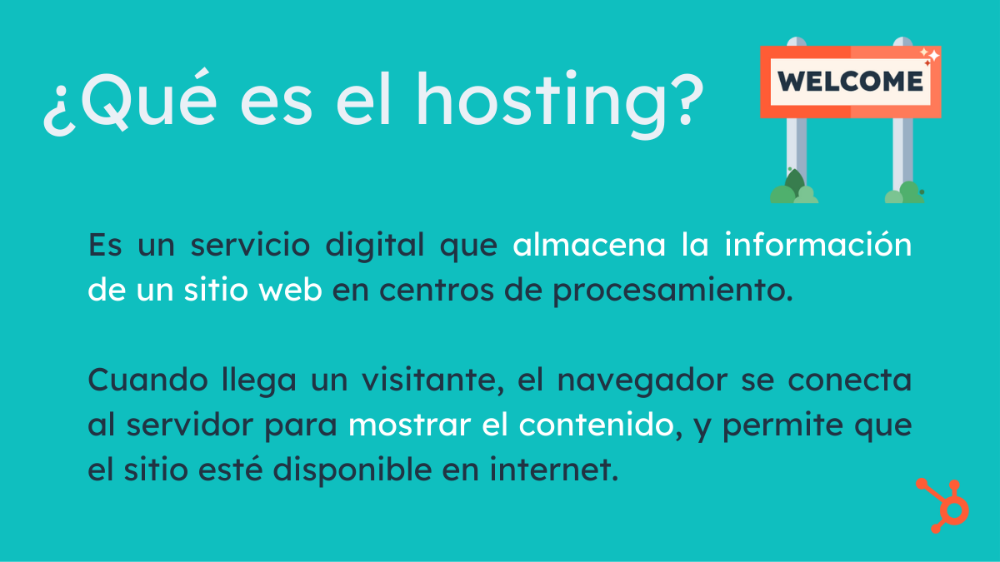 ¿Qué es el hosting?
WELCOME
Es un servicio digital que almacena la información
de un sitio web en centros de procesamiento.
Cuando llega un visitante, el navegador se conecta
al servidor para mostrar el contenido, y permite que
el sitio esté disponible en internet.